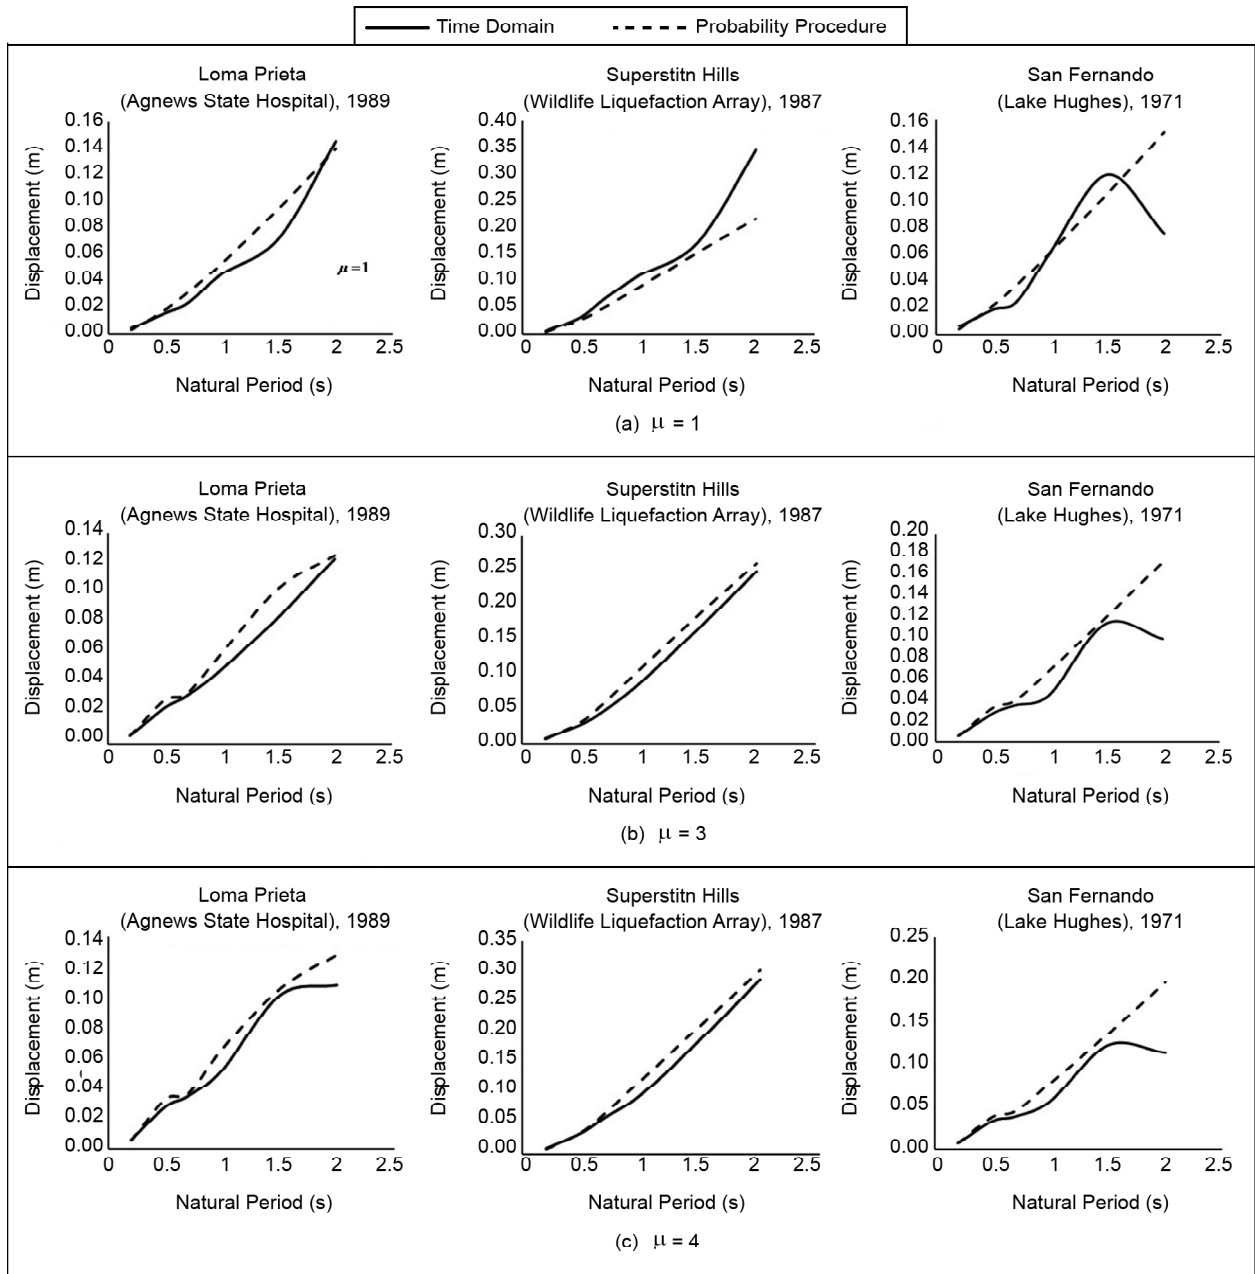 Time Domain Probability Procedure
Loma Prieta
(Agnews State Hospital), 1989
0.16
0.14
0.12
0.10
0.08
0.06
0.04
0.02
0.00
Displacement (m)
μ=1
0 0.5 1 1.5 2 2.5
Natural Period (s)
Superstitn Hills
(Wildlife Liquefaction Array), 1987
0.40
0.35
0.30
0.25
0.20
0.15
0.10
0.05
0.00
Displacement (m)
0 0.5 1 1.5 2 2.5
Natural Period (s)
San Fernando
(Lake Hughes), 1971
0.16
0.14
0.12
0.10
0.08
0.06
0.04
0.02
0.00
Displacement (m)
0 0.5 1 1.5 2 2.5
Natural Period (s)
(a) μ = 1
Loma Prieta
(Agnews State Hospital), 1989
0.14
0.12
0.10
0.08
0.06
0.04
0.02
0.00
Displacement (m)
0 0.5 1 1.5 2 2.5
Natural Period (s)
Superstitn Hills
(Wildlife Liquefaction Array), 1987
0.30
0.25
0.20
0.15
0.10
0.05
0.00
Displacement (m)
0 0.5 1 1.5 2 2.5
Natural Period (s)
San Fernando
(Lake Hughes), 1971
0.20
0.18
0.16
0.14
0.12
0.10
0.08
0.06
0.04
0.02
0.00
Displacement (m)
0 0.5 1 1.5 2 2.5
Natural Period (s)
(b) μ = 3
Loma Prieta
(Agnews State Hospital), 1989
0.14
0.12
0.10
0.08
0.06
0.04
0.02
0.00
Displacement (m)
0 0.5 1 1.5 2 2.5
Natural Period (s)
Superstitn Hills
(Wildlife Liquefaction Array), 1987
0.35
0.30
0.25
0.20
0.15
0.10
0.05
0.00
Displacement (m)
0 0.5 1 1.5 2 2.5
Natural Period (s)
San Fernando
(Lake Hughes), 1971
0.25
0.20
0.15
0.10
0.05
0.00
Displacement (m)
0 0.5 1 1.5 2 2.5
Natural Period (s)
(c) μ = 4